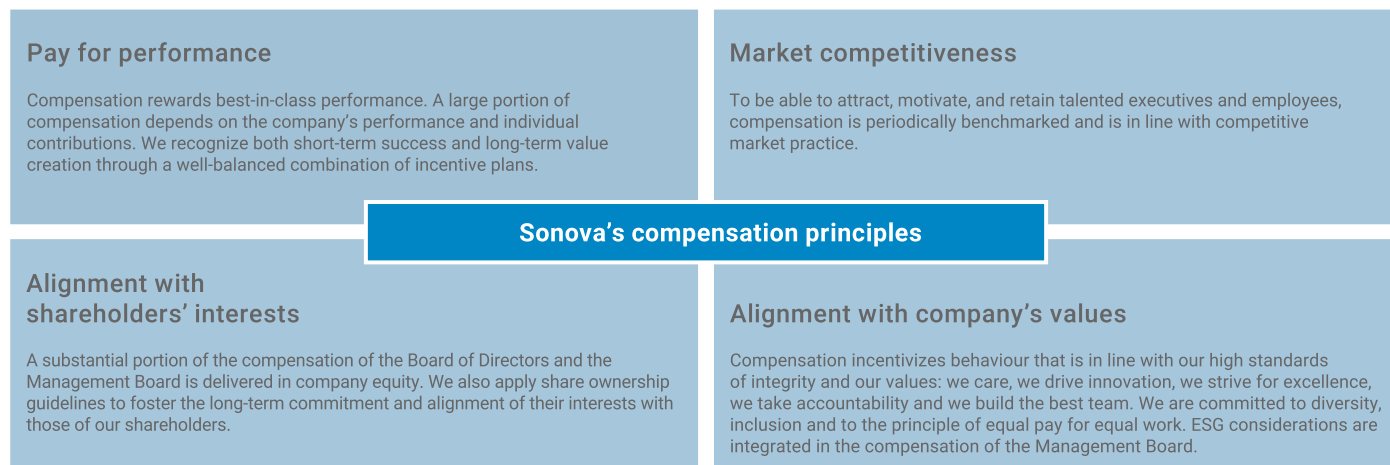 Pay for performance
Compensation rewards best-in-class performance. A large portion of
compensation depends on the company’s performance and individual
contributions. We recognize both short-term success and long-term value
creation through a well-balanced combination of incentive plans.
Market competitiveness
To be able to attract, motivate, and retain talented executives and employees,
compensation is periodically benchmarked and is in line with competitive
market practice.
Sonova’s compensation principles
Alignment with
shareholders’ interests
A substantial portion of the compensation of the Board of Directors and the
Management Board is delivered in company equity. We also apply share ownership
guidelines to foster the long-term commitment and alignment of their interests with
those of our shareholders.
Alignment with company’s values
Compensation incentivizes behaviour that is in line with our high standards
of integrity and our values: we care, we drive innovation, we strive for excellence,
we take accountability and we build the best team. We are committed to diversity,
inclusion and to the principle of equal pay for equal work. ESG considerations are
integrated in the compensation of the Management Board.